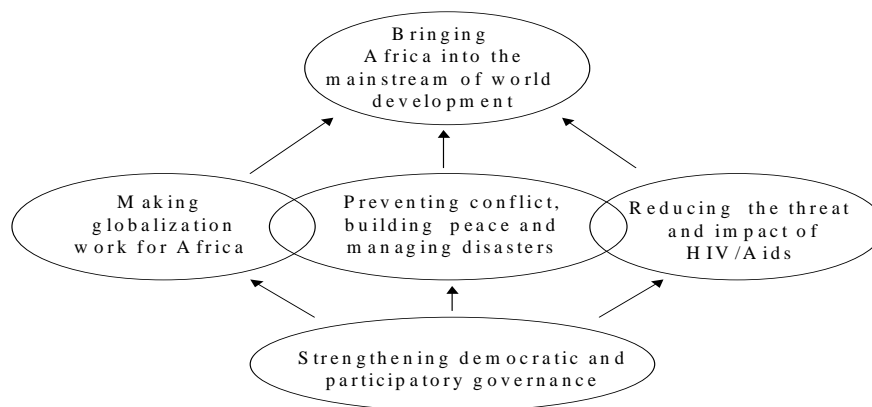 Bringing
Africa into the
mainstream of world
development
Making
globalization
work for Africa
Preventing conflict,
building peace and
managing disasters
Reducing the threat
and impact of
HIV/Aids
Strengthening democratic and
participatory governance